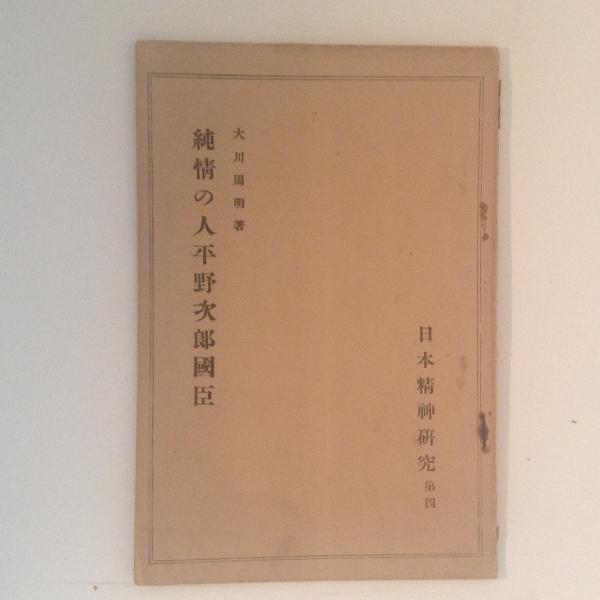 日本精神研究 第四
大川周明著
純情の人平野次郎國臣